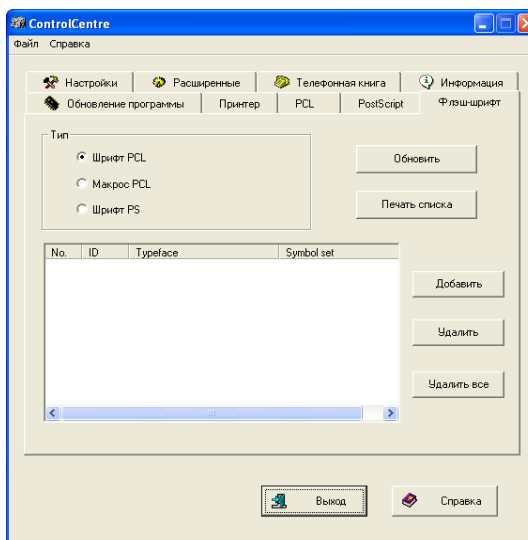 ControlCentre
Файл Справка
Настройки Расширенные Телефонная книга Информация
Обновление программы Принтер PCL PostScript Флэш-шрифт
Тип
Шрифт PCL
Обновить
Макрос PCL
Печать списка
Шрифт PS
No. ID Typeface Symbol set
Добавить
Удалить
Удалить все
Выход Справка